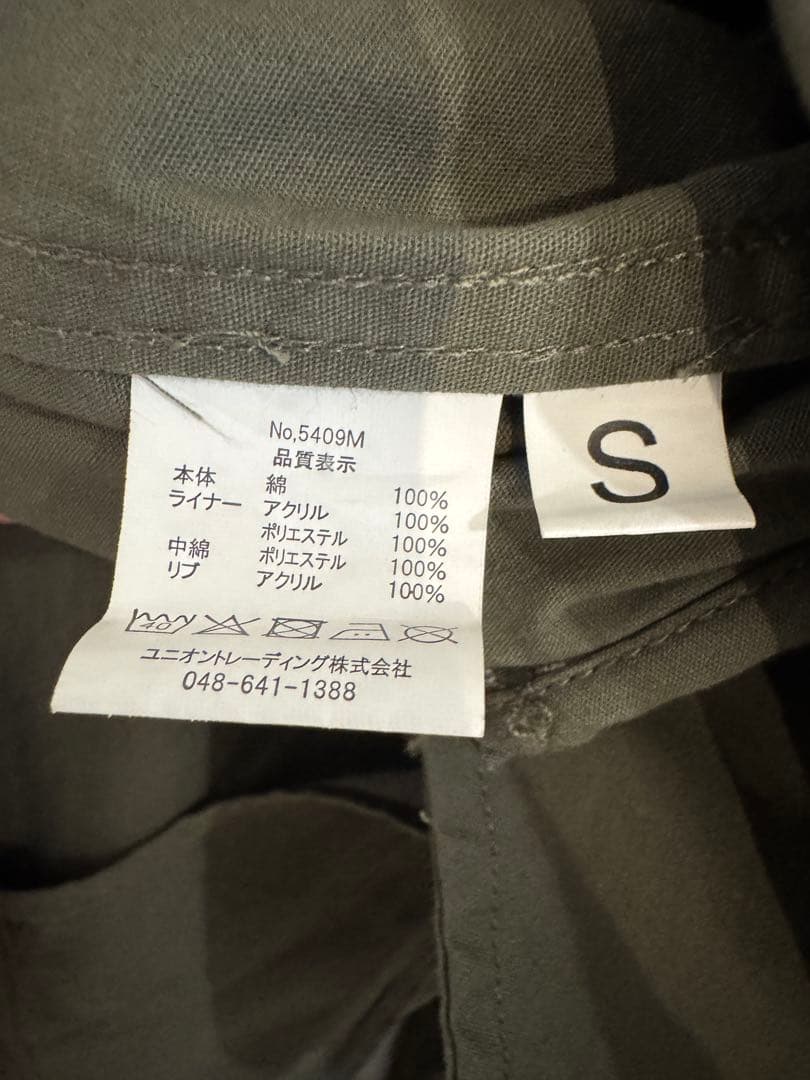 No,5409M
品質表示
本体 綿 100%
ライナー アクリル 100%
ポリエステル 100%
中綿 ポリエステル 100%
リブ アクリル 100%
40
ユニオントレーディング株式会社
048-641-1388
S